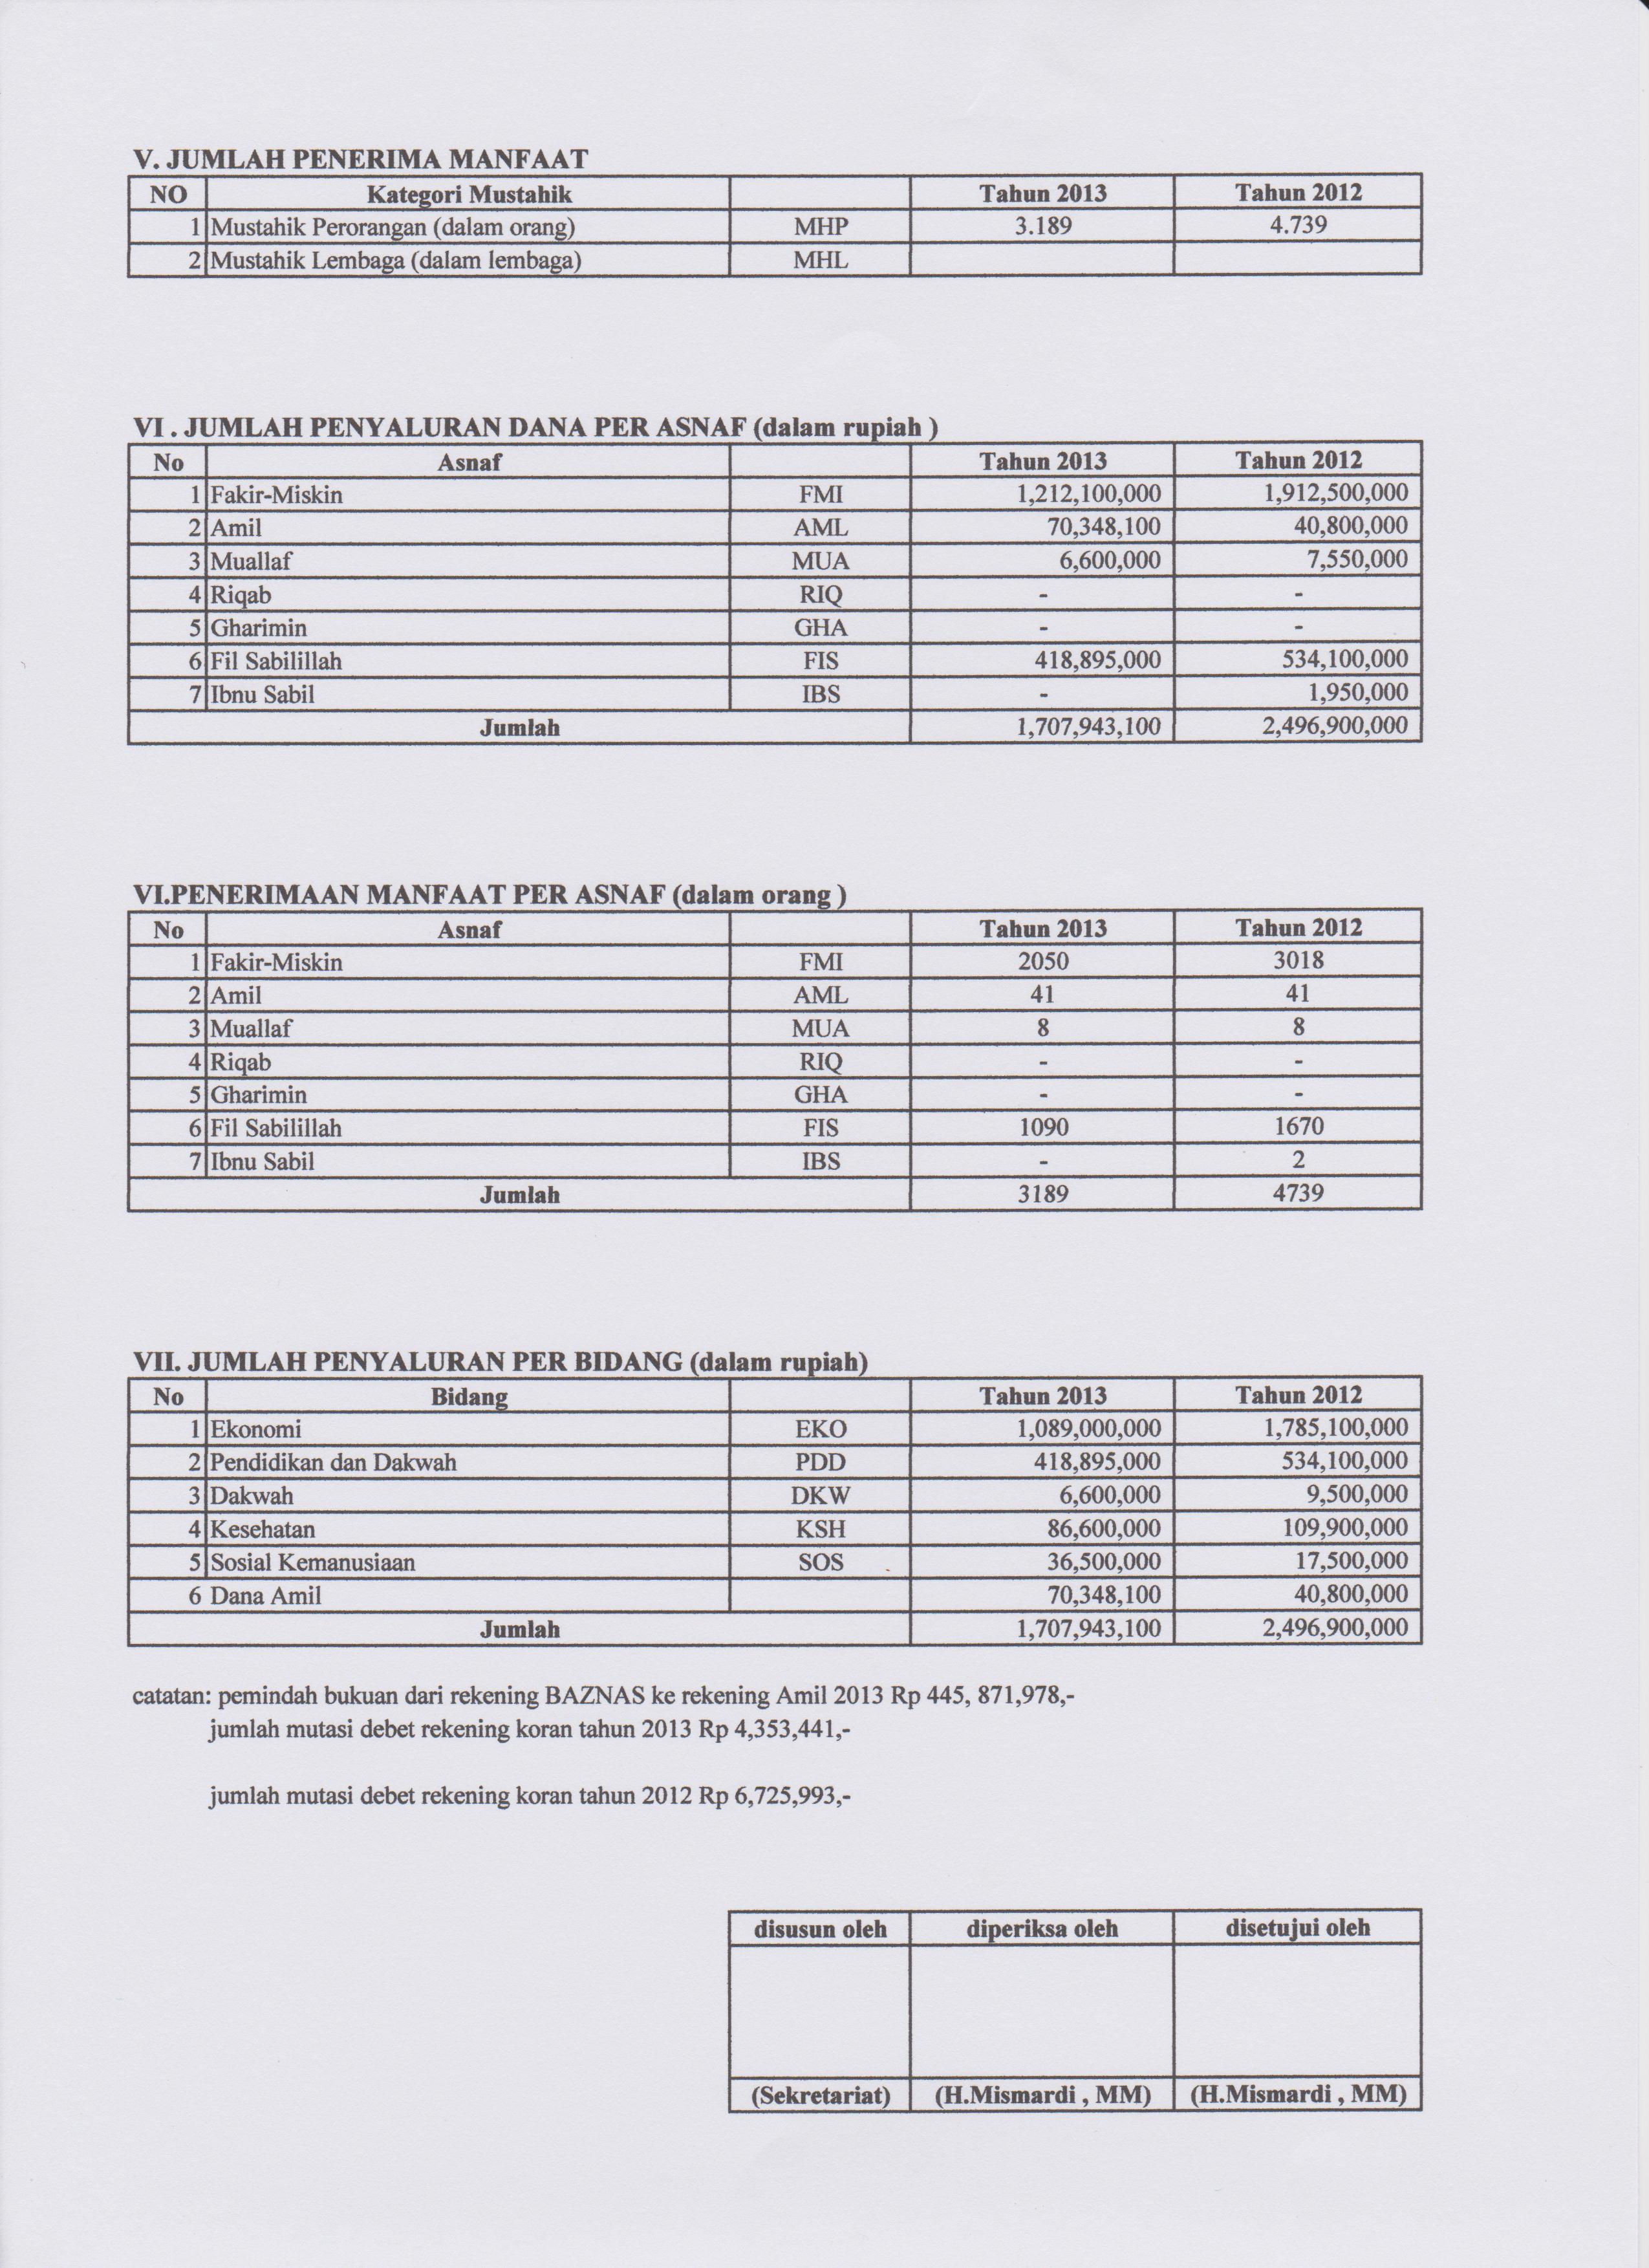 V. JUMLAH PENERIMA MANFAAT
NO Kategori Mustahik Tahun 2013 Tahun 2012
1 Mustahik Perorangan (dalam orang) MHP 3.189 4.739
2 Mustahik Lembaga (dalam lembaga) MHL
VI . JUMLAH PENYALURAN DANA PER ASNAF (dalam rupiah )
No Asnaf Tahun 2013 Tahun 2012
1 Fakir-Miskin FMI 1,212,100,000 1,912,500,000
2 Amil AML 70,348,100 40,800,000
3 Muallaf MUA 6,600,000 7,550,000
4 Riqab RIQ - -
5 Gharimin GHA - -
6 Fil Sabilillah FIS 418,895,000 534,100,000
7 Ibnu Sabil IBS - 1,950,000
Jumlah 1,707,943,100 2,496,900,000
VI.PENERIMAAN MANFAAT PER ASNAF (dalam orang )
No Asnaf Tahun 2013 Tahun 2012
1 Fakir-Miskin FMI 2050 3018
2 Amil AML 41 41
3 Muallaf MUA 8 8
4 Riqab RIQ - -
5 Gharimin GHA - -
6 Fil Sabilillah FIS 1090 1670
7 Ibnu Sabil IBS - 2
Jumlah 3189 4739
VII. JUMLAH PENYALURAN PER BIDANG (dalam rupiah)
No Bidang Tahun 2013 Tahun 2012
1 Ekonomi EKO 1,089,000,000 1,785,100,000
2 Pendidikan dan Dakwah PDD 418,895,000 534,100,000
3 Dakwah DKW 6,600,000 9,500,000
4 Kesehatan KSH 86,600,000 109,900,000
5 Sosial Kemanusiaan SOS 36,500,000 17,500,000
6 Dana Amil 70,348,100 40,800,000
Jumlah 1,707,943,100 2,496,900,000
catatan: pemindah bukuan dari rekening BAZNAS ke rekening Amil 2013 Rp 445, 871,978,-
jumlah mutasi debet rekening koran tahun 2013 Rp 4,353,441,-
jumlah mutasi debet rekening koran tahun 2012 Rp 6,725,993,-
disusun oleh diperiksa oleh disetujui oleh
(Sekretariat) (H.Mismardi , MM) (H.Mismardi , MM)